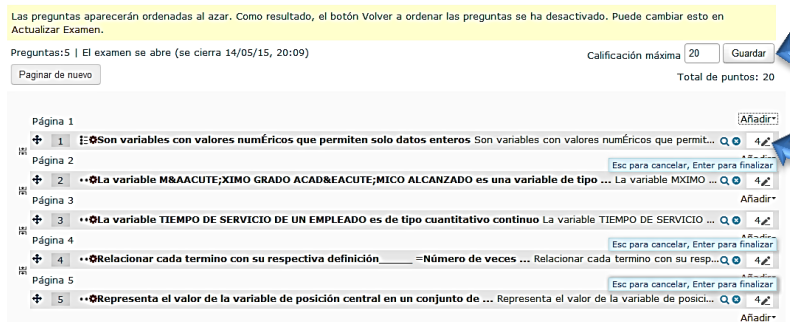 Las preguntas aparecerán ordenadas al azar. Como resultado, el botón Volver a ordenar las preguntas se ha desactivado. Puede cambiar esto en
Actualizar Examen.
Preguntas:5 | El examen se abre (se cierra 14/05/15, 20:09)
Calificación máxima 20 Guardar
Paginar de nuevo
Total de puntos: 20
Página 1
Añadir
1 Son variables con valores numÉricos que permiten solo datos enteros Son variables con valores numÉricos que permit... 4
Página 2
Añadir
Esc para cancelar, Enter para finalizar
2 La variable M&AACUTE;XIMO GRADO ACAD&EACUTE;MICO ALCANZADO es una variable de tipo ... La variable MXIMO ... 4
Página 3
Añadir
3 La variable TIEMPO DE SERVICIO DE UN EMPLEADO es de tipo cuantitativo continuo La variable TIEMPO DE SERVICIO ... 4
Página 4
Añadir
Esc para cancelar, Enter para finalizar
4 Relacionar cada termino con su respectiva definición_____ =Número de veces ... Relacionar cada termino con su resp... 4
Página 5
Añadir
Esc para cancelar, Enter para finalizar
5 Representa el valor de la variable de posición central en un conjunto de ... Representa el valor de la variable de posici... 4
Añadir